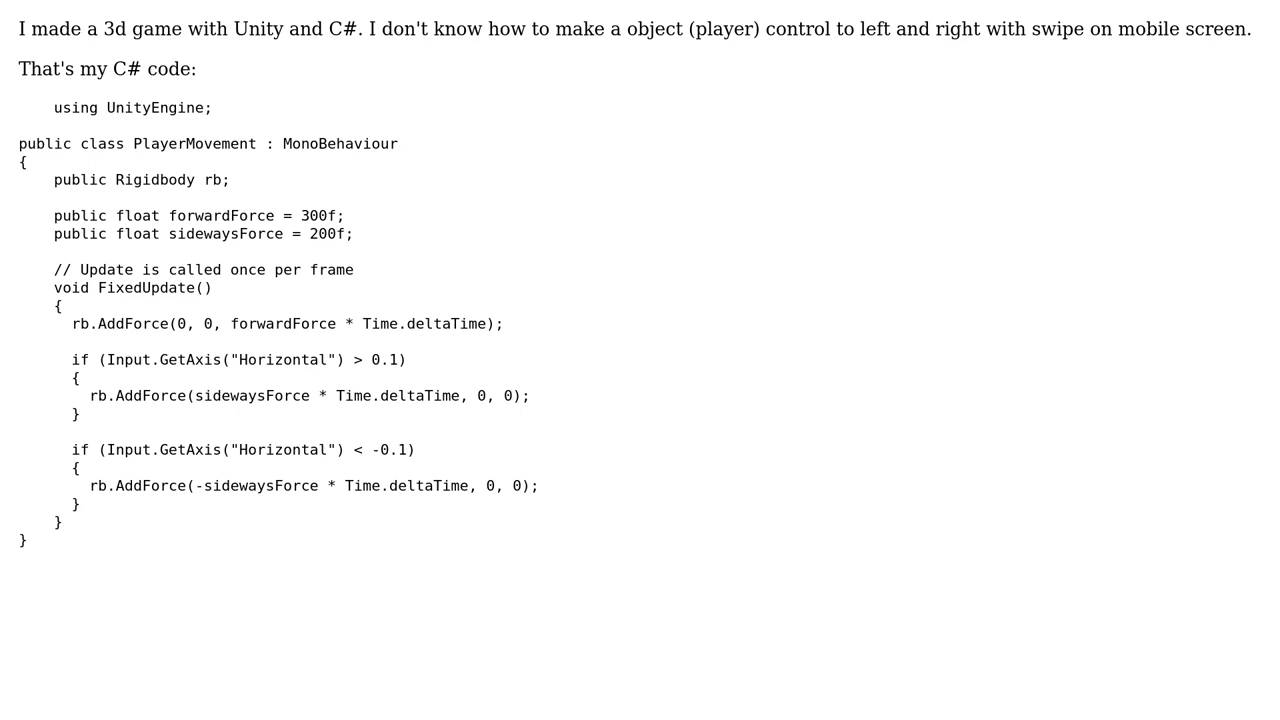 I made a 3d game with Unity and C#. I don't know how to make a object (player) control to left and right with swipe on mobile screen.
That's my C# code:
    using UnityEngine;
public class PlayerMovement : MonoBehaviour
{
    public Rigidbody rb;
    public float forwardForce = 300f;
    public float sidewaysForce = 200f;
    // Update is called once per frame
    void FixedUpdate()
    {
      rb.AddForce(0, 0, forwardForce * Time.deltaTime);
      if (Input.GetAxis("Horizontal") > 0.1)
      {
        rb.AddForce(sidewaysForce * Time.deltaTime, 0, 0);
      }
      if (Input.GetAxis("Horizontal") < -0.1)
      {
        rb.AddForce(-sidewaysForce * Time.deltaTime, 0, 0);
      }
    }
}